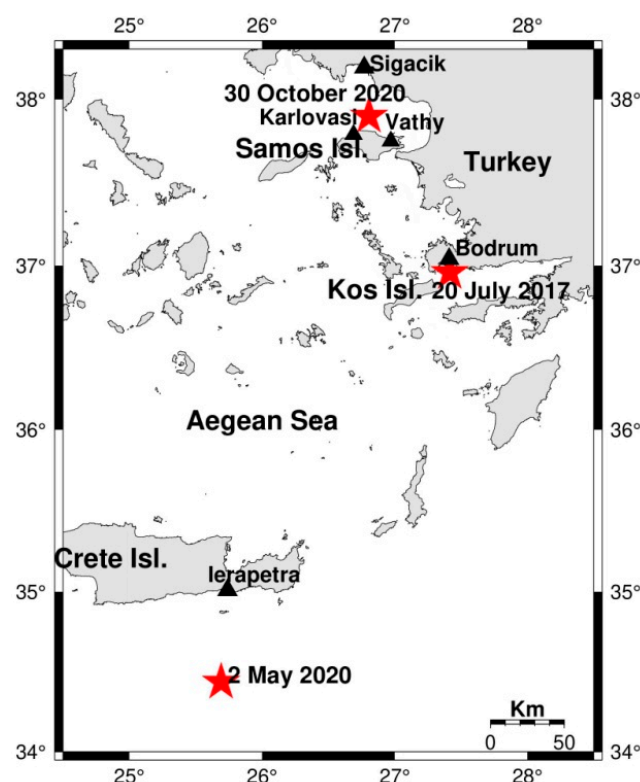 25° 26° 27° 28°
Sigacik
38° 38°
30 October 2020
Karlovasi Vathy
Samos Isl.
Turkey
Bodrum
37° 37°
Kos Isl. 20 July 2017
36° 36°
Aegean Sea
Crete Isl.
Ierapetra
35° 35°
2 May 2020
Km
0 50
34° 34°
25° 26° 27° 28°